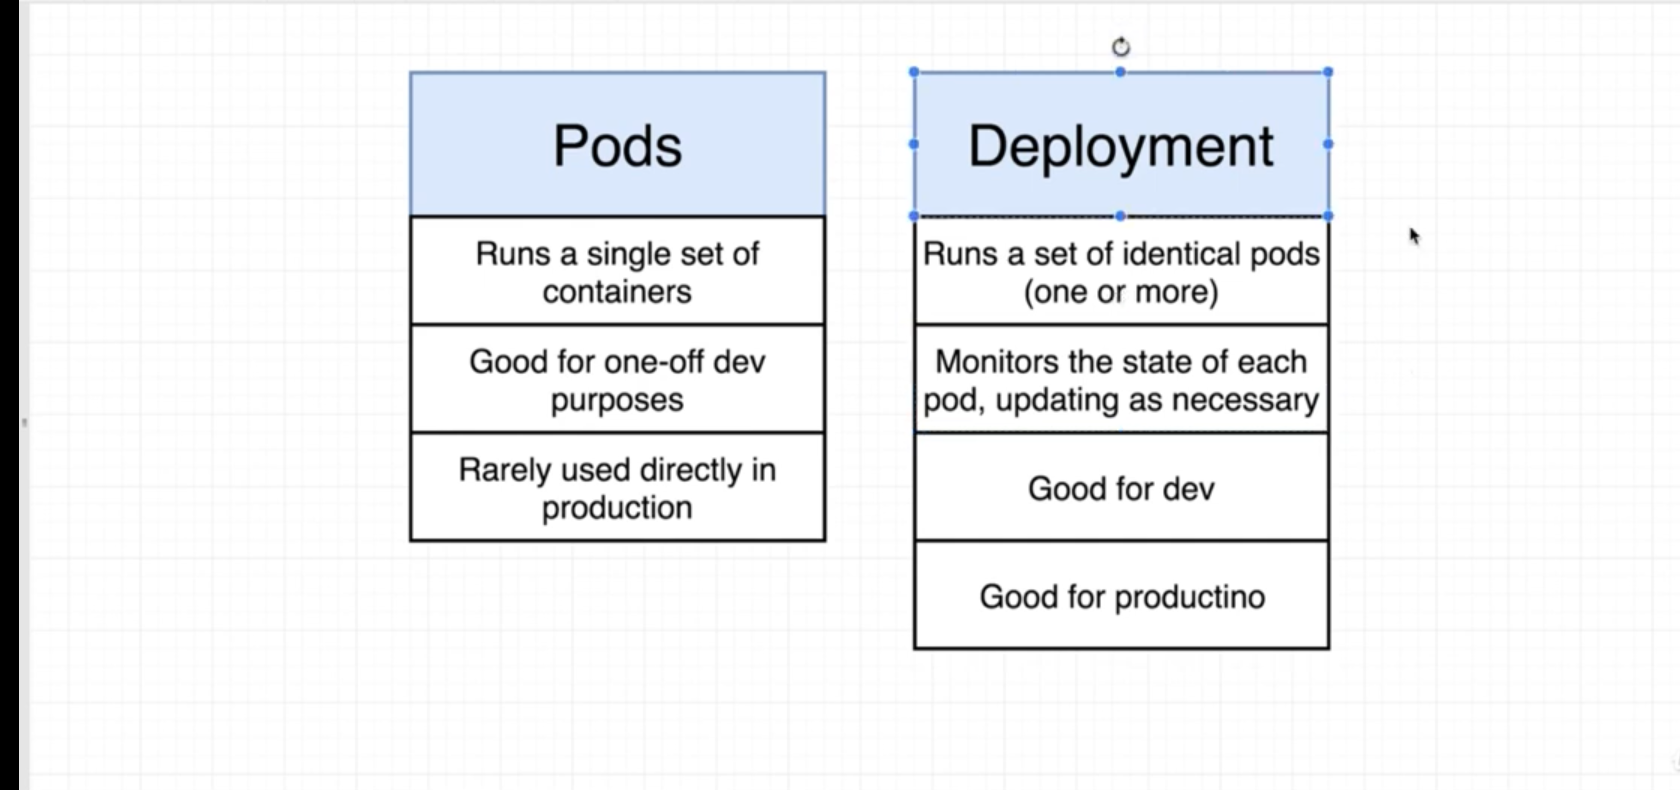 Pods
Runs a single set of
containers
Good for one-off dev
purposes
Rarely used directly in
production
Deployment
Runs a set of identical pods
(one or more)
Monitors the state of each
pod, updating as necessary
Good for dev
Good for productino